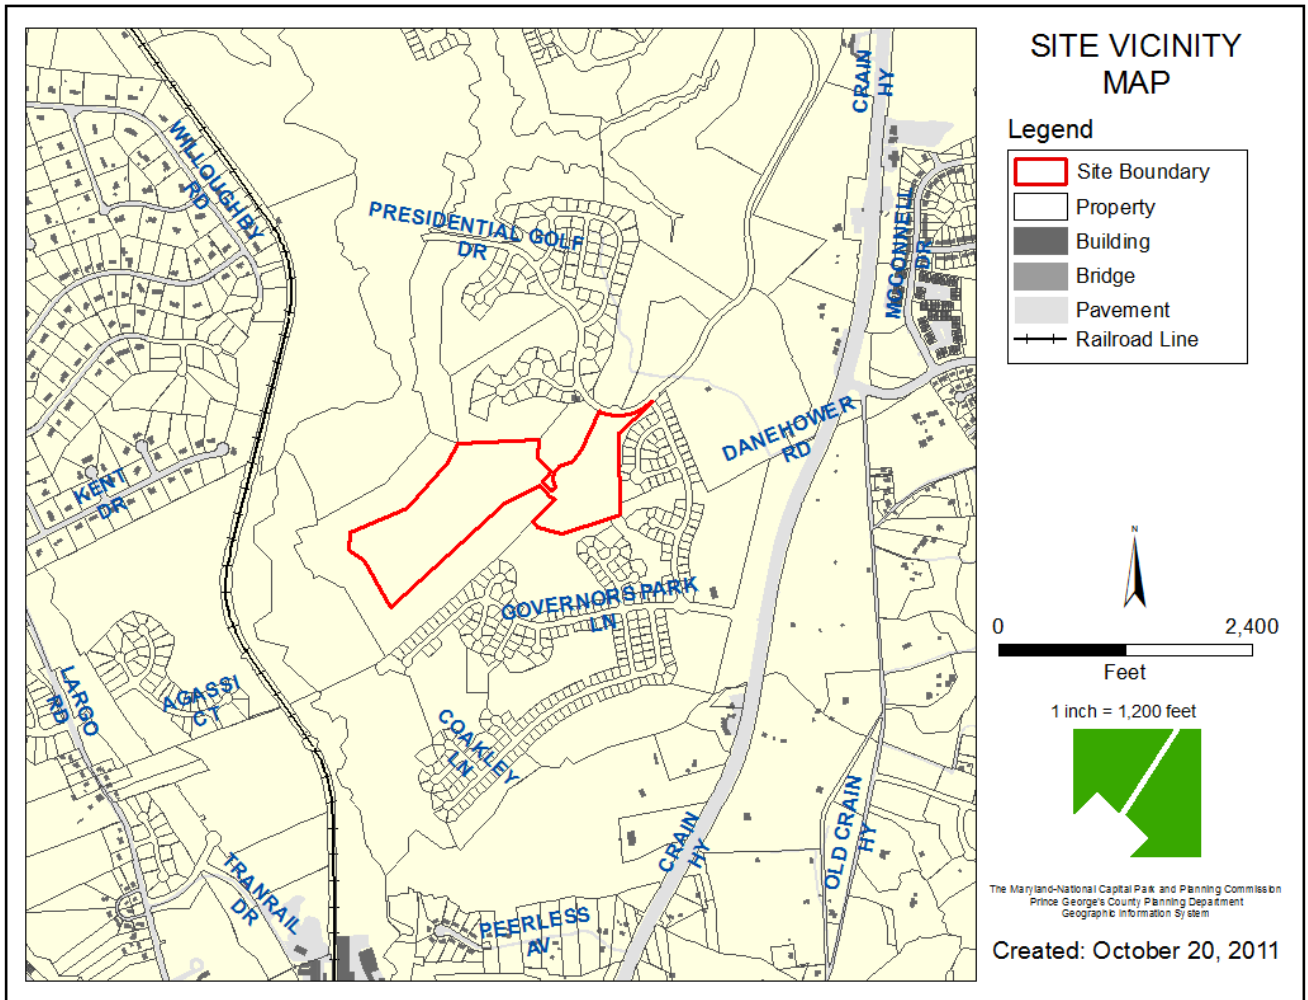 SITE VICINITY
MAP
Legend
Site Boundary
Property
Building
Bridge
Pavement
Railroad Line
CRAIN
HY
WILLOUGHBY
RD
PRESIDENTIAL GOLF
DR
MCGONNELL
DR
DANEHOWER
RD
KENT
DR
GOVERNORS PARK
LN
LARGO
RD
AGASSI
CT
COAKLEY
LN
CRAIN
HY
OLD CRAIN
HY
TRANRAIL
DR
PEERLESS
AV
N
0 2,400
Feet
1 inch = 1,200 feet
The Maryland-National Capital Park and Planning Commission
Prince George's County Planning Department
Geographic Information System
Created: October 20, 2011